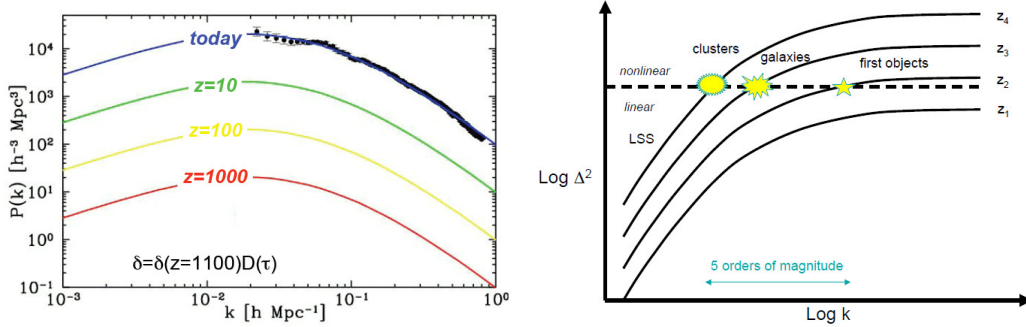 10⁴
10³
10²
10¹
10⁰
10⁻¹
P(k) [h⁻³ Mpc³]
today
z=10
z=100
z=1000
δ=δ(z=1100)D(τ)
10⁻³
10⁻²
10⁻¹
10⁰
k [h Mpc⁻¹]
z₄
clusters
z₃
galaxies
first objects
nonlinear
z₂
linear
z₁
LSS
Log Δ²
5 orders of magnitude
Log k